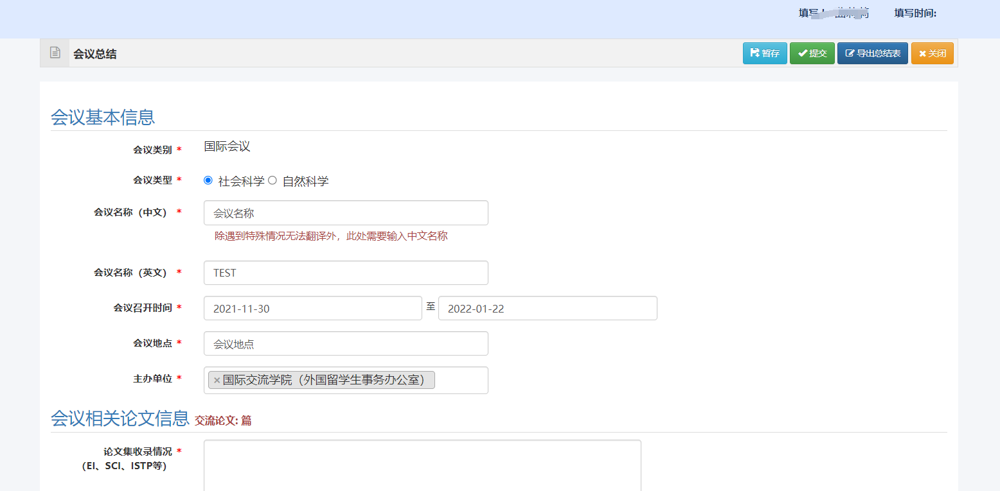 填写 填写时间:
会议总结 暂存 提交 导出总结表 关闭
会议基本信息
会议类别 * 国际会议
会议类型 * 社会科学 自然科学
会议名称（中文） * 会议名称
除遇到特殊情况无法翻译外，此处需要输入中文名称
会议名称（英文） * TEST
会议召开时间 * 2021-11-30 至 2022-01-22
会议地点 * 会议地点
主办单位 * ×国际交流学院（外国留学生事务办公室）
会议相关论文信息 交流论文: 篇
论文集收录情况 *
（EI、SCI、ISTP等）